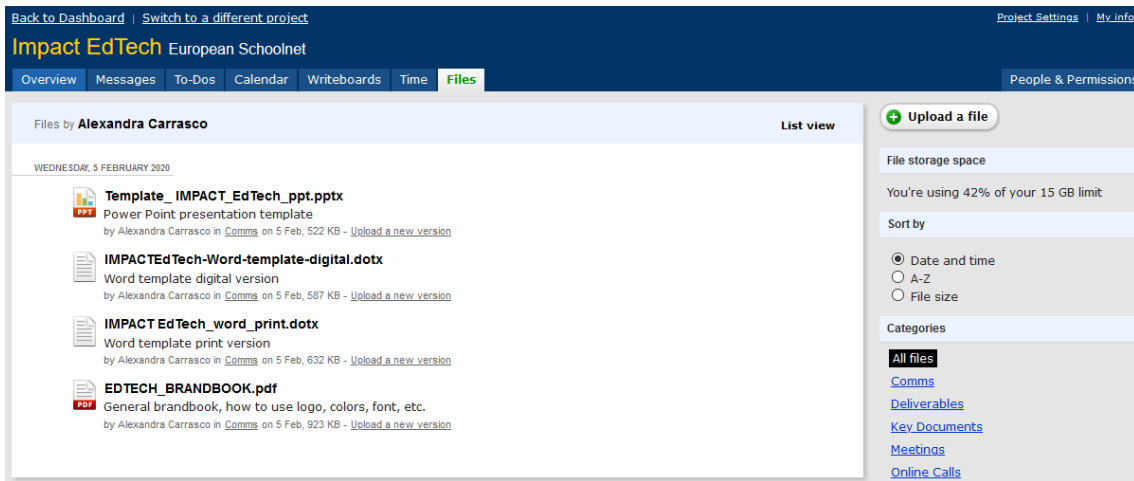 Back to Dashboard | Switch to a different project
Project Settings | My info
Impact EdTech European Schoolnet
Overview Messages To-Dos Calendar Writeboards Time Files
People & Permissions
Files by Alexandra Carrasco
List view
WEDNESDAY, 5 FEBRUARY 2020
PPT
Template_ IMPACT_EdTech_ppt.pptx
Power Point presentation template
by Alexandra Carrasco in Comms on 5 Feb, 522 KB - Upload a new version
IMPACTEdTech-Word-template-digital.dotx
Word template digital version
by Alexandra Carrasco in Comms on 5 Feb, 587 KB - Upload a new version
IMPACT EdTech_word_print.dotx
Word template print version
by Alexandra Carrasco in Comms on 5 Feb, 632 KB - Upload a new version
PDF
EDTECH_BRANDBOOK.pdf
General brandbook, how to use logo, colors, font, etc.
by Alexandra Carrasco in Comms on 5 Feb, 923 KB - Upload a new version
Upload a file
File storage space
You're using 42% of your 15 GB limit
Sort by
Date and time
A-Z
File size
Categories
All files
Comms
Deliverables
Key Documents
Meetings
Online Calls